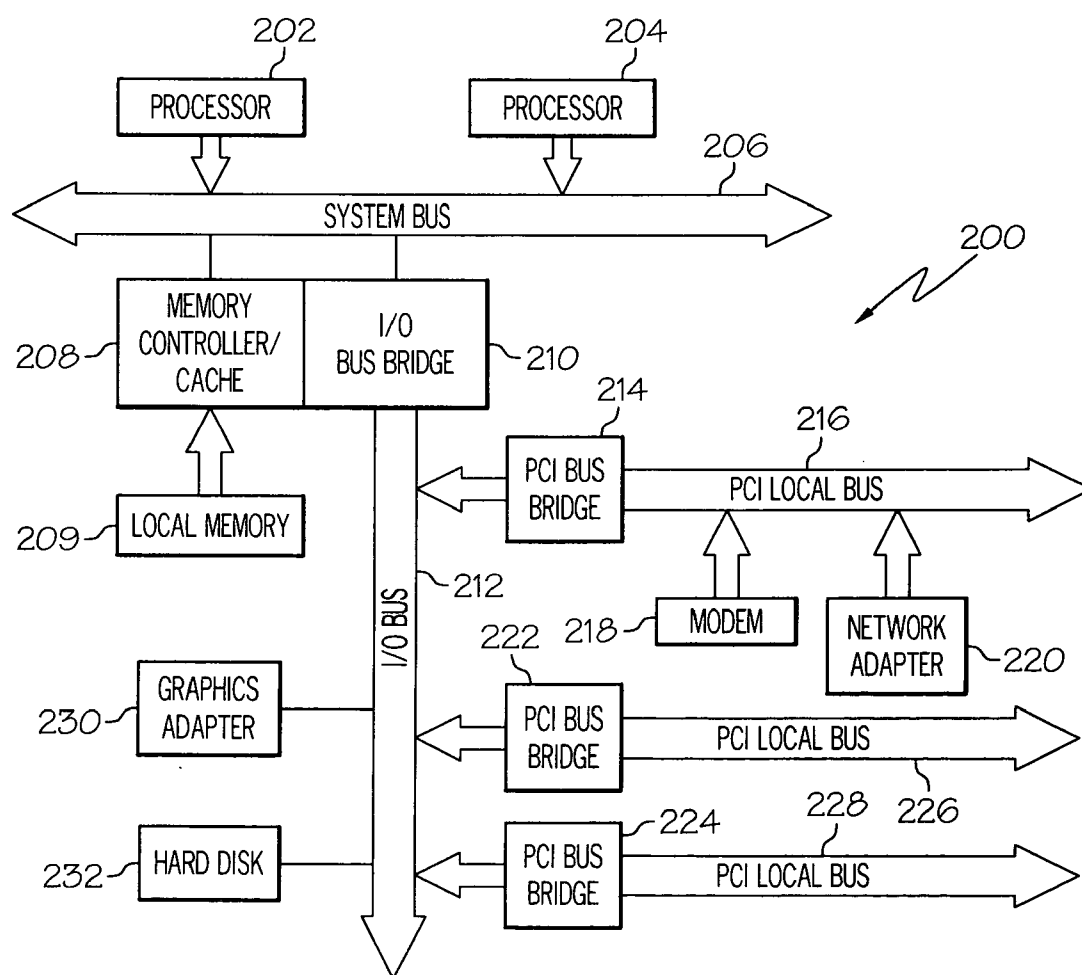 202
204
PROCESSOR
PROCESSOR
206
SYSTEM BUS
200
MEMORY
CONTROLLER/
CACHE
208
I/O
BUS BRIDGE
210
214
216
PCI BUS
BRIDGE
PCI LOCAL BUS
LOCAL MEMORY
209
212
I/O BUS
MODEM
218
NETWORK
ADAPTER
220
222
GRAPHICS
ADAPTER
230
PCI BUS
BRIDGE
PCI LOCAL BUS
226
224
228
HARD DISK
232
PCI BUS
BRIDGE
PCI LOCAL BUS